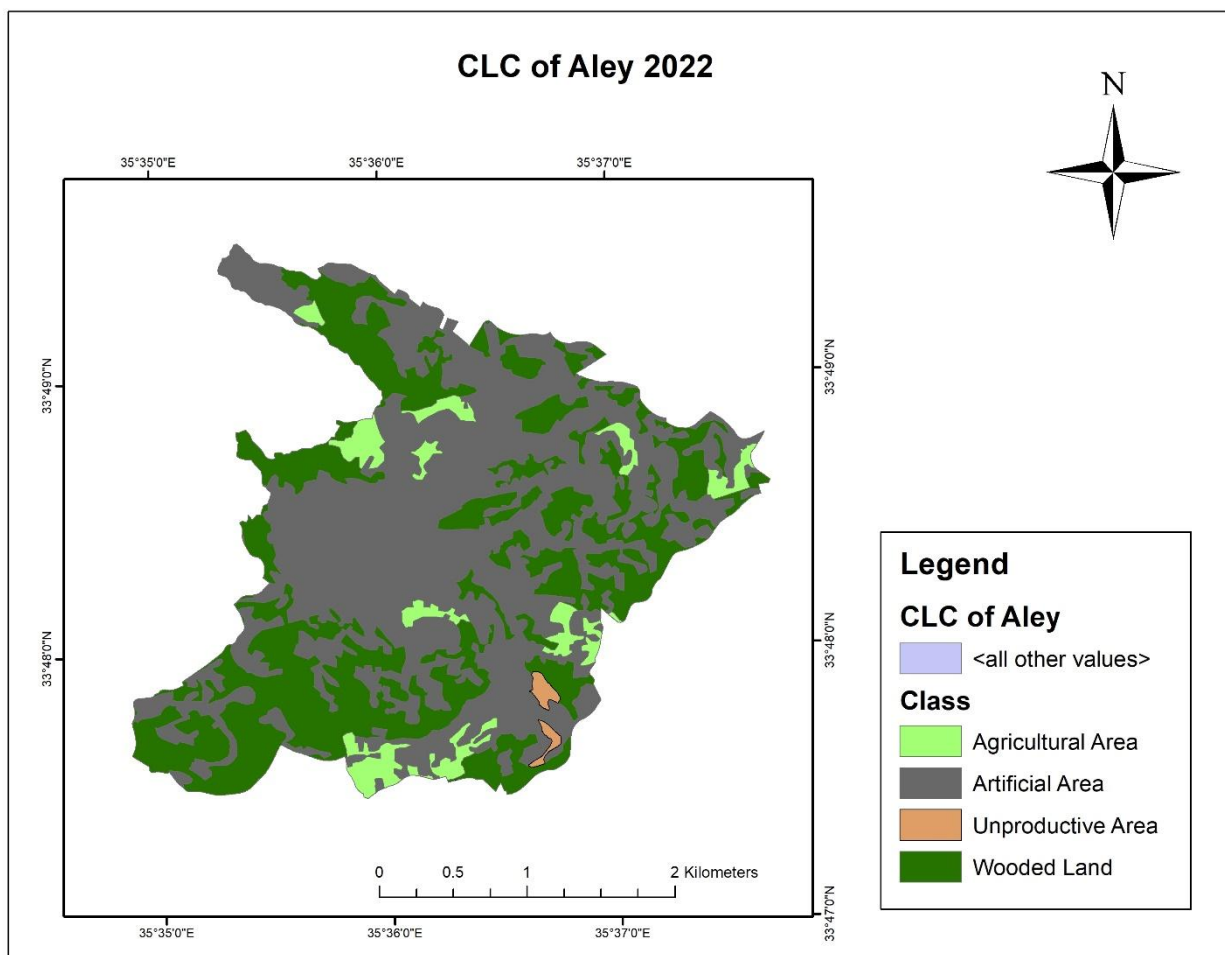 CLC of Aley 2022
N
35°35'0"E 35°36'0"E 35°37'0"E
33°49'0"N 33°49'0"N
33°48'0"N 33°48'0"N
33°47'0"N
0 0.5 1 2 Kilometers
35°35'0"E 35°36'0"E 35°37'0"E
Legend
CLC of Aley
<all other values>
Class
Agricultural Area
Artificial Area
Unproductive Area
Wooded Land